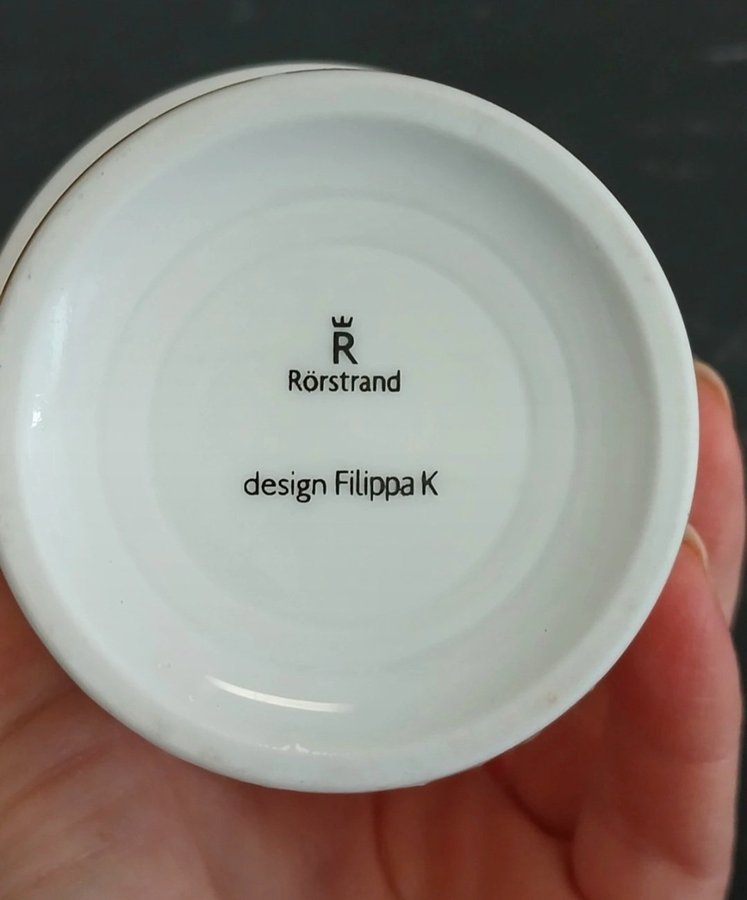 R
Rörstrand
design Filippa K